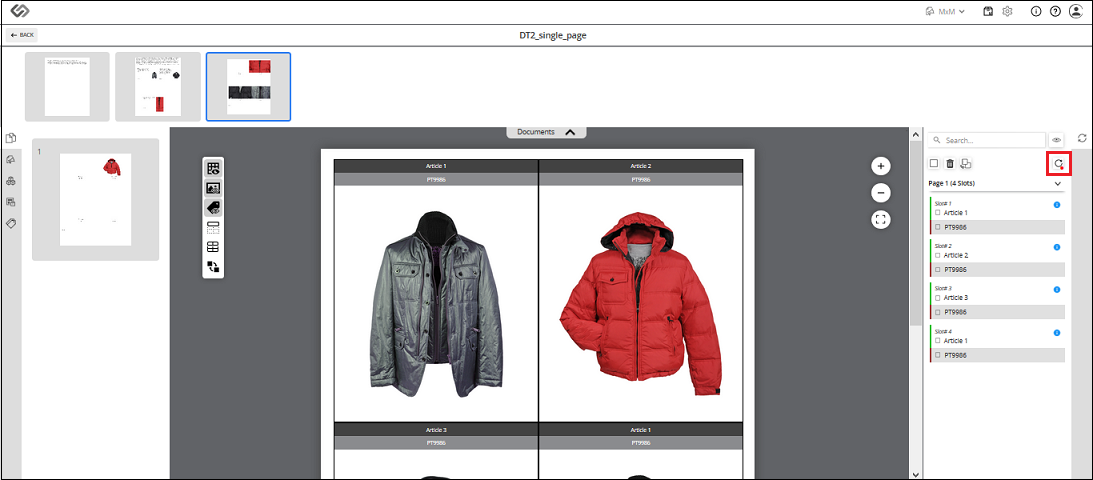 MxM
BACK
DT2_single_page
Documents
1
Article 1
Article 2
PT9986
PT9986
Article 3
Article 1
PT9986
PT9986
Search...
Page 1 (4 Slots)
Slot# 1
Article 1
PT9986
Slot# 2
Article 2
PT9986
Slot# 3
Article 3
PT9986
Slot# 4
Article 1
PT9986